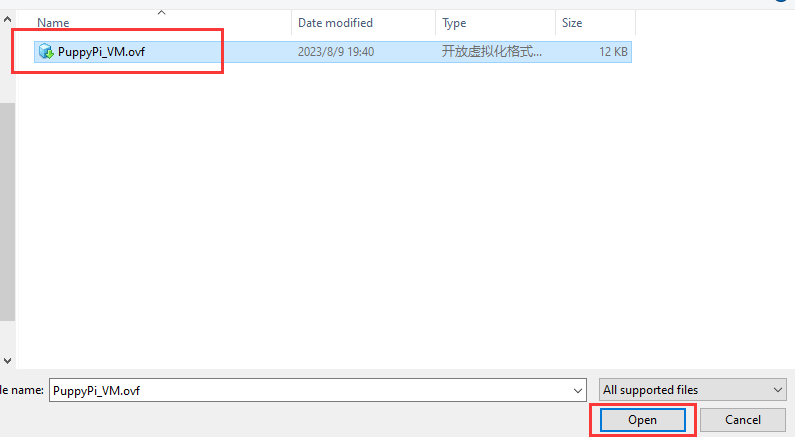 Name Date modified Type Size
PuppyPi_VM.ovf 2023/8/9 19:40 开放虚拟化格式... 12 KB
le name: PuppyPi_VM.ovf All supported files
Open Cancel